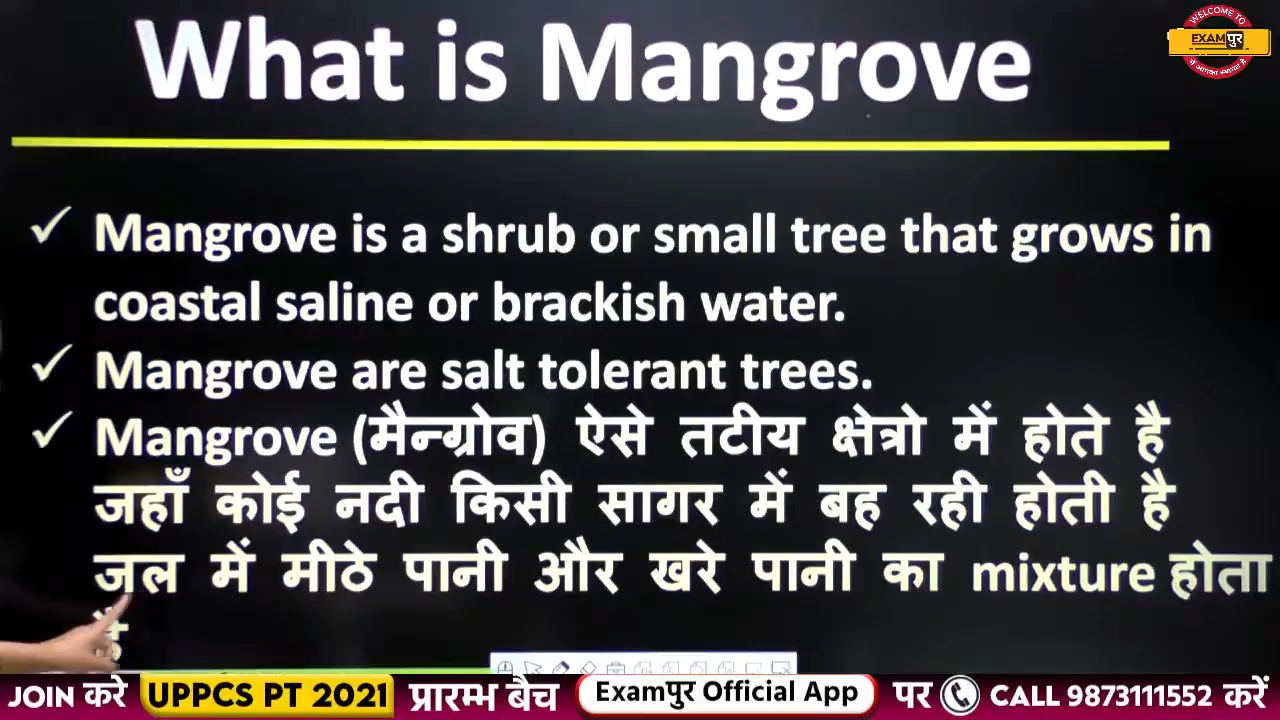 What is Mangrove
WELCOME TO
EXAMपुर
Mangrove is a shrub or small tree that grows in
coastal saline or brackish water.
Mangrove are salt tolerant trees.
Mangrove (मैन्ग्रोव) ऐसे तटीय क्षेत्रो में होते है
जहाँ कोई नदी किसी सागर में बह रही होती है
जल में मीठे पानी और खरे पानी का mixture होता
JOIN करे UPPCS PT 2021 प्रारम्भ बैच Examपुर Official App पर CALL 9873111552 करें